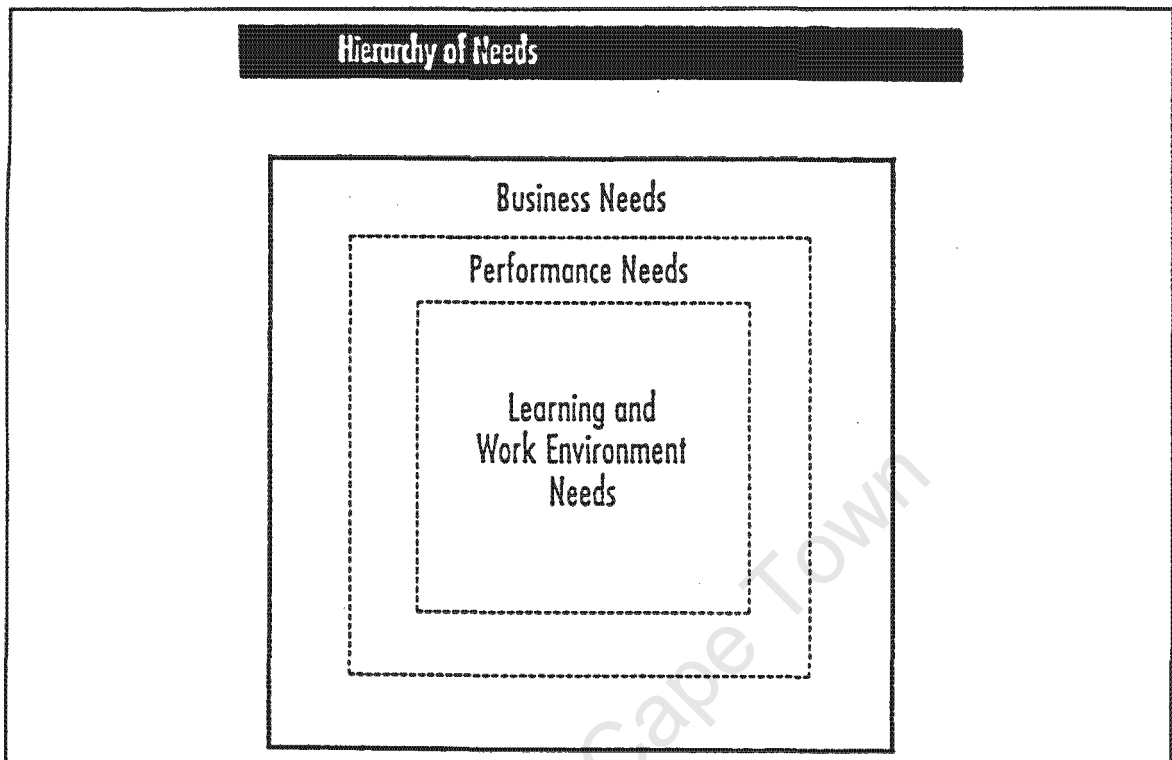 Hierarchy of Needs
Business Needs
Performance Needs
Learning and
Work Environment
Needs
Cape Town